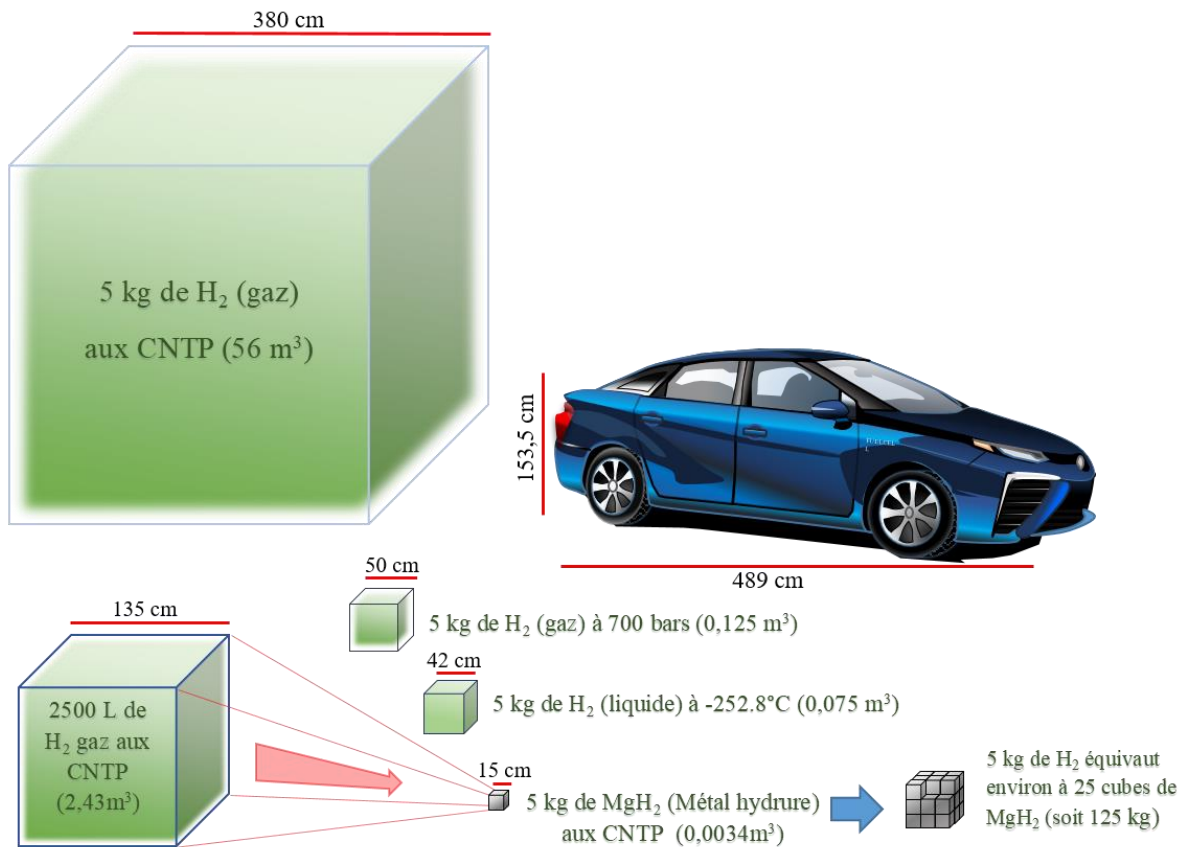 380 cm
5 kg de H₂ (gaz)
aux CNTP (56 m³)
153,5 cm
489 cm
50 cm
5 kg de H₂ (gaz) à 700 bars (0,125 m³)
135 cm
42 cm
5 kg de H₂ (liquide) à -252.8°C (0,075 m³)
2500 L de
H₂ gaz aux
CNTP
(2,43m³)
15 cm
5 kg de MgH₂ (Métal hydrure)
aux CNTP (0,0034m³)
5 kg de H₂ équivaut
environ à 25 cubes de
MgH₂ (soit 125 kg)